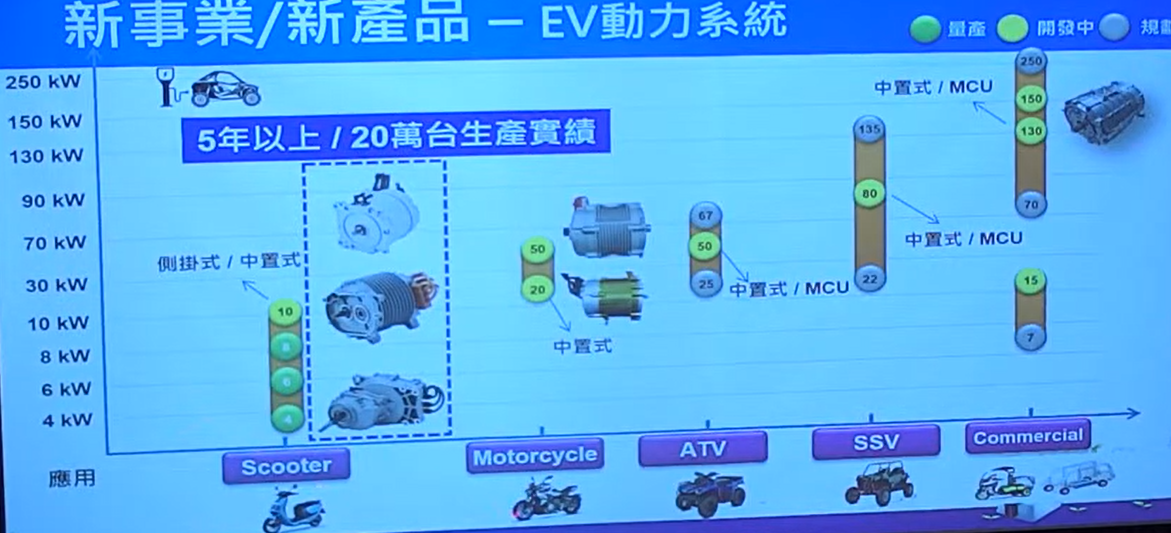 新事業/新產品 – EV動力系統
量產 開發中
250 kW
150 kW
130 kW
90 kW
70 kW
30 kW
10 kW
8 kW
6 kW
4 kW
5年以上 / 20萬台生產實績
側掛式 / 中置式
10
8
6
4
50
20
中置式
67
50
25
中置式 / MCU
135
80
22
中置式 / MCU
中置式 / MCU
250
150
130
70
15
7
應用
Scooter
Motorcycle
ATV
SSV
Commercial